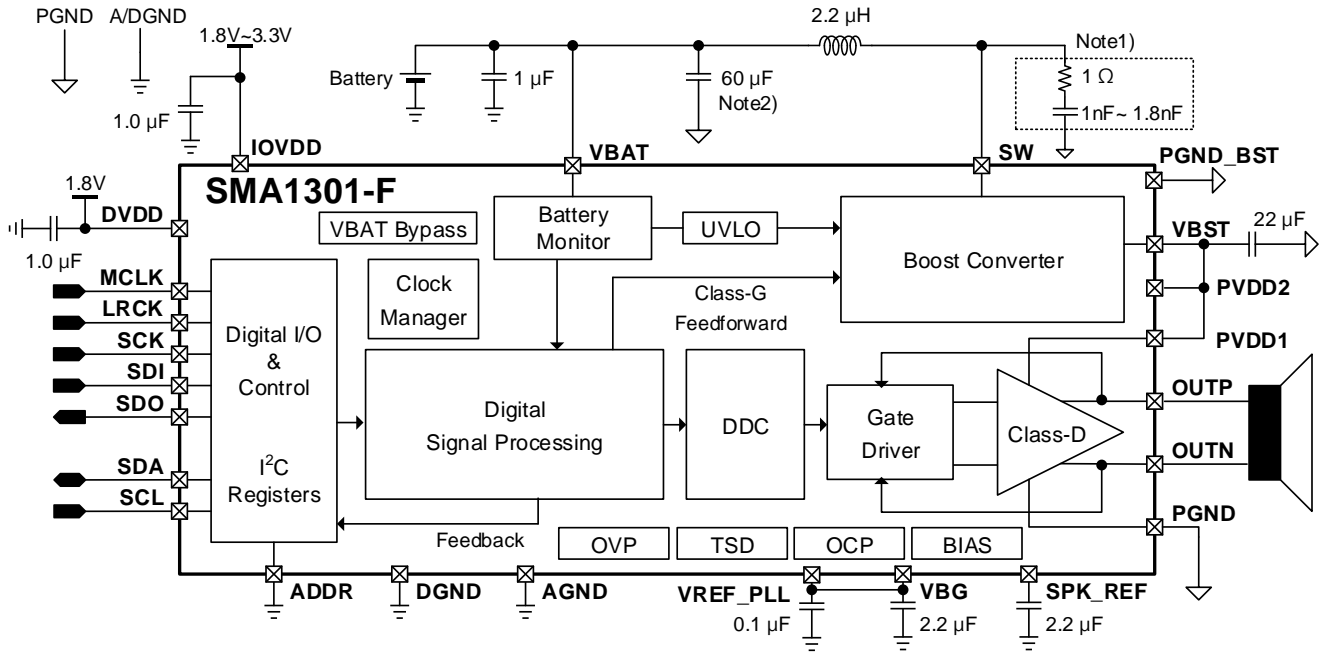 PGND
A/DGND
1.8V~3.3V
1.0 µF
Battery
1 µF
60 µF
Note2)
2.2 µH
Note1)
1 Ω
1nF~ 1.8nF
IOVDD
VBAT
SW
PGND_BST
SMA1301-F
1.8V
DVDD
1.0 µF
VBAT Bypass
Battery
Monitor
UVLO
Boost Converter
VBST
22 µF
PVDD2
PVDD1
MCLK
LRCK
SCK
SDI
SDO
SDA
SCL
Digital I/O
&
Control
I²C
Registers
Clock
Manager
Class-G
Feedforward
Digital
Signal Processing
DDC
Gate
Driver
Class-D
OUTP
OUTN
PGND
Feedback
OVP
TSD
OCP
BIAS
ADDR
DGND
AGND
VREF_PLL
VBG
SPK_REF
0.1 µF
2.2 µF
2.2 µF